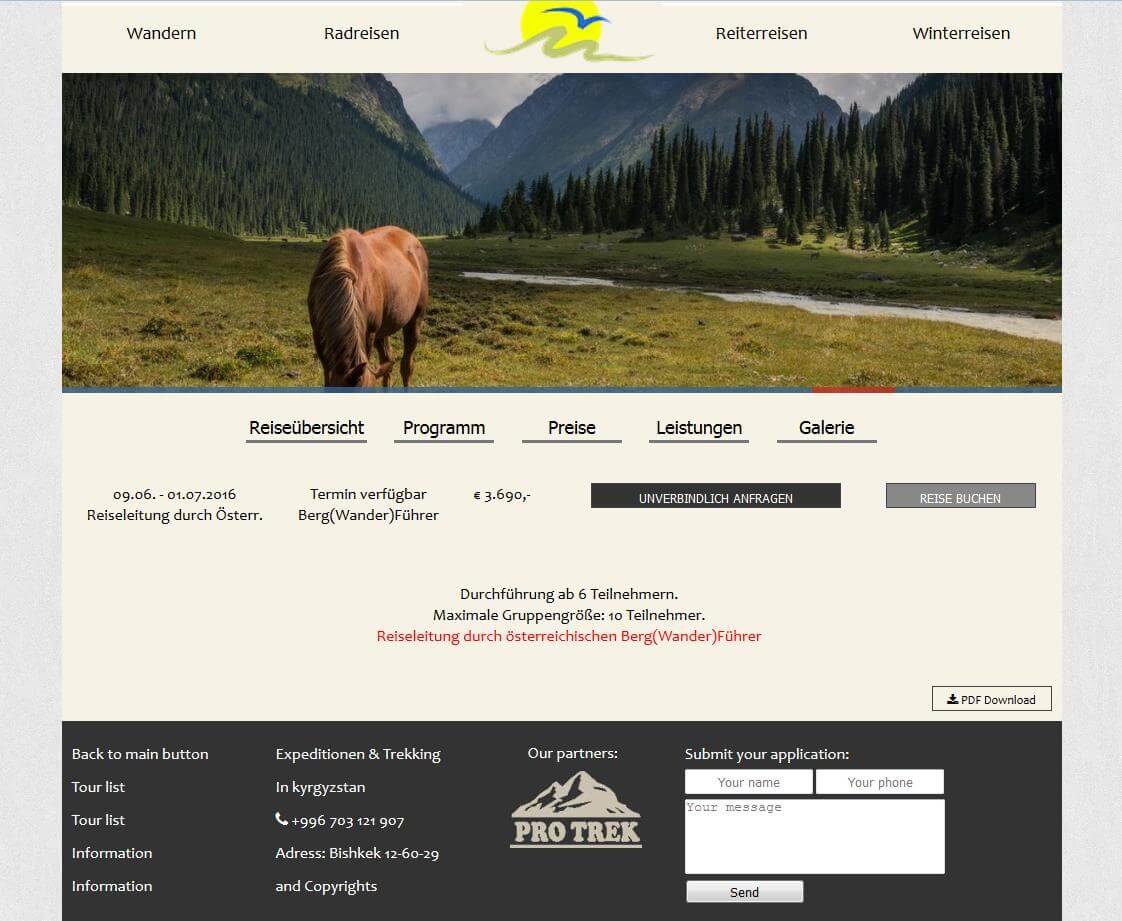 Wandern
Radreisen
Reiterreisen
Winterreisen
Reiseübersicht
Programm
Preise
Leistungen
Galerie
09.06. - 01.07.2016
Reiseleitung durch Österr.
Termin verfügbar
Berg(Wander)Führer
€ 3.690,-
UNVERBINDLICH ANFRAGEN
REISE BUCHEN
Durchführung ab 6 Teilnehmern.
Maximale Gruppengröße: 10 Teilnehmer.
Reiseleitung durch österreichischen Berg(Wander)Führer
PDF Download
Back to main button
Tour list
Tour list
Information
Information
Expeditionen & Trekking
In kyrgyzstan
+996 703 121 907
Adress: Bishkek 12-60-29
and Copyrights
Our partners:
PRO TREK
Submit your application:
Your name
Your phone
Your message
Send